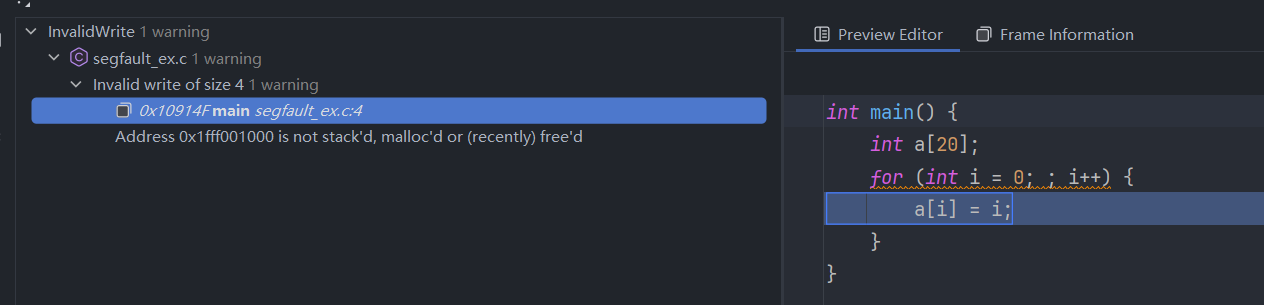 InvalidWrite 1 warning
segfault_ex.c 1 warning
Invalid write of size 4 1 warning
0x10914F main segfault_ex.c:4
Address 0x1fff001000 is not stack'd, malloc'd or (recently) free'd
Preview Editor Frame Information
int main() {
int a[20];
for (int i = 0; ; i++) {
a[i] = i;
}
}